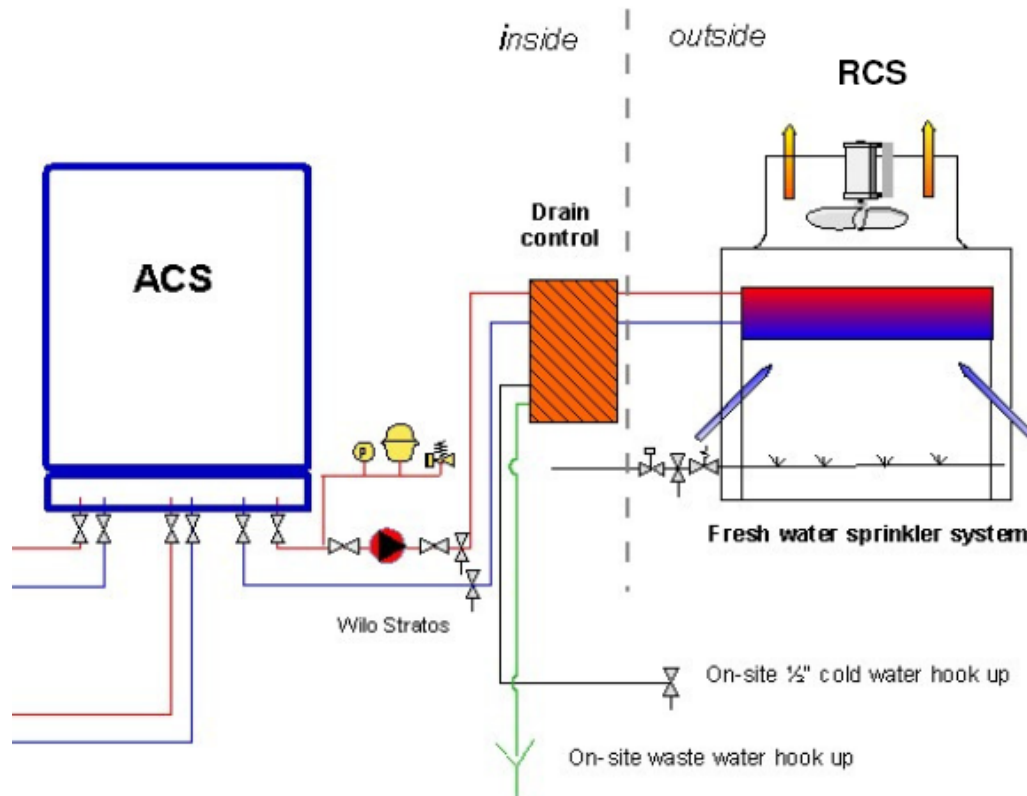 inside
outside
RCS
Drain
control
ACS
P
Fresh water sprinkler system
Wilo Stratos
On-site ½" cold water hook up
On-site waste water hook up